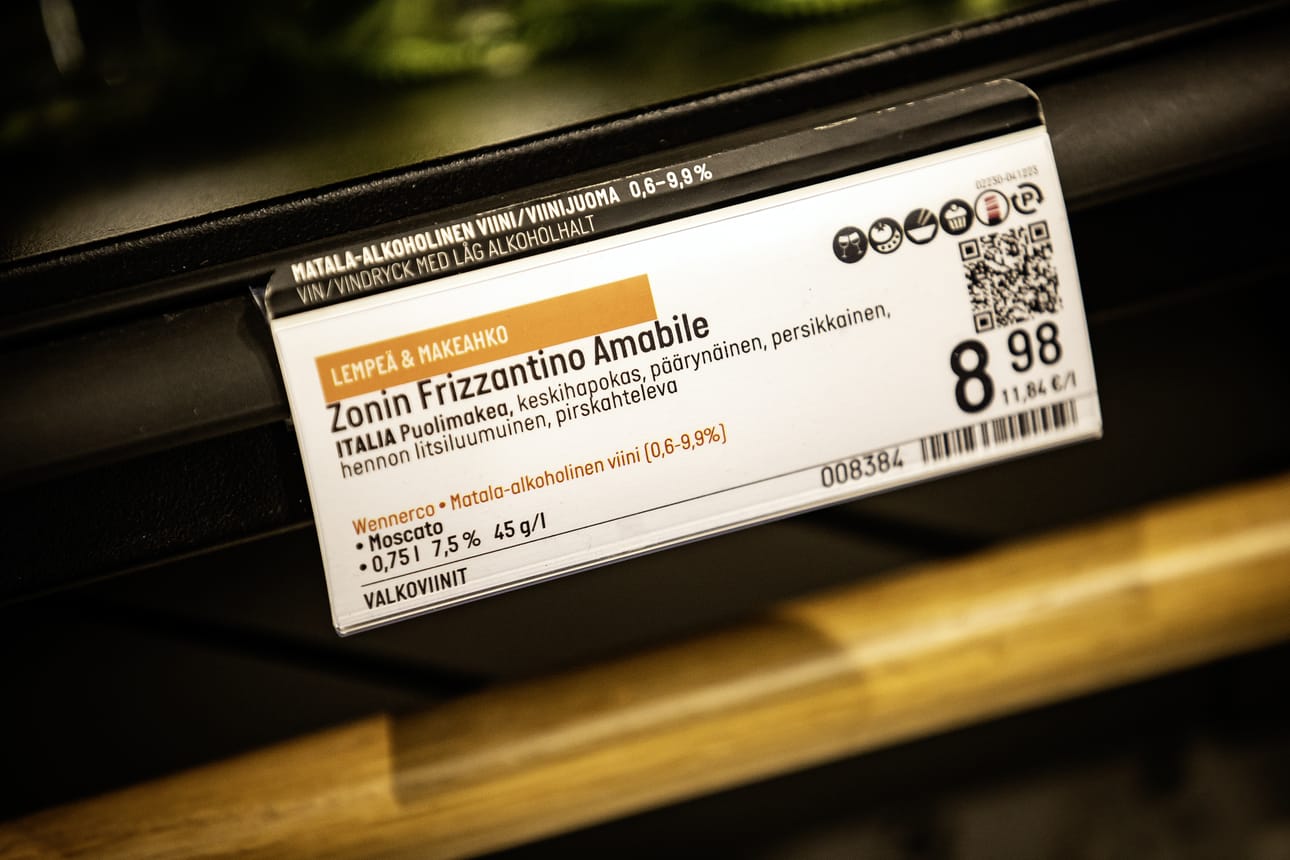 MATALA-ALKOHOLINEN VIINI/VIINIJUOMA 0,6–9,9%
VIN/VINDRYCK MED LÅG ALKOHOLHALT
02230-041223
LEMPEÄ & MAKEAHKO
Zonin Frizzantino Amabile
ITALIA Puolimakea, keskihapokas, päärynäinen, persikkainen,
hennon litsiluumuinen, pirskahteleva
8 98
11,84 €/l
Wennerco • Matala-alkoholinen viini (0,6-9,9%)
• Moscato
• 0,75 l 7,5 % 45 g/l
008384
VALKOVIINIT